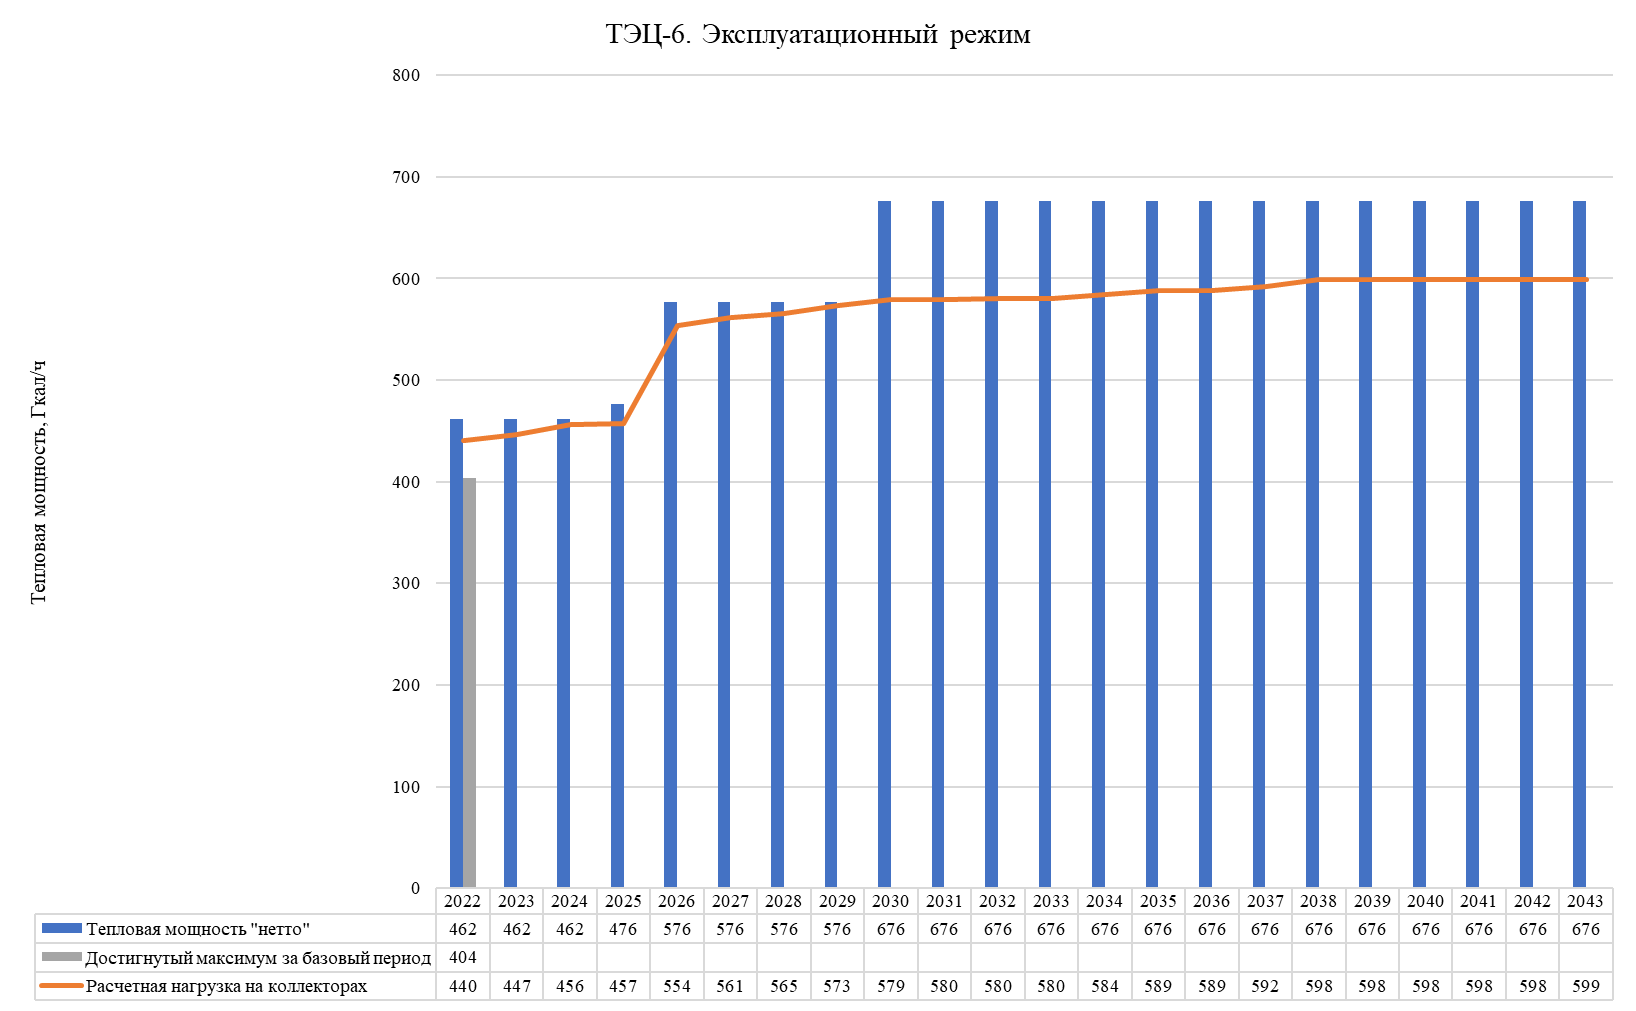 ТЭЦ-6. Эксплуатационный режим
Тепловая мощность, Гкал/ч
800
700
600
500
400
300
200
100
0
2022 2023 2024 2025 2026 2027 2028 2029 2030 2031 2032 2033 2034 2035 2036 2037 2038 2039 2040 2041 2042 2043
Тепловая мощность "нетто" 462 462 462 476 576 576 576 576 676 676 676 676 676 676 676 676 676 676 676 676 676 676
Достигнутый максимум за базовый период 404
Расчетная нагрузка на коллекторах 440 447 456 457 554 561 565 573 579 580 580 580 584 589 589 592 598 598 598 598 598 599